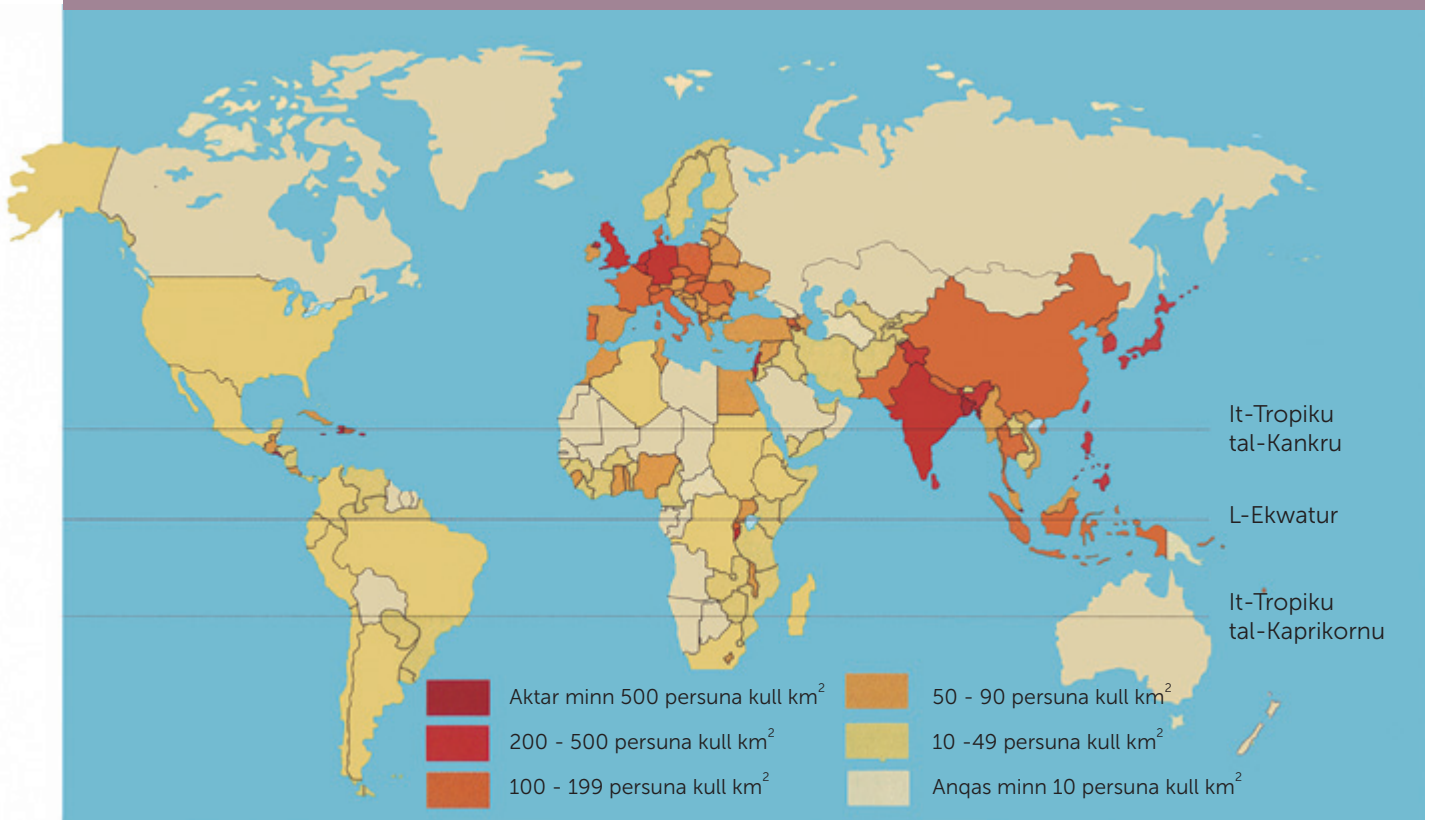 It-Tropiku
tal-Kankru
L-Ekwatur
It-Tropiku
tal-Kaprikornu
Aktar minn 500 persuna kull km²
200 - 500 persuna kull km²
100 - 199 persuna kull km²
50 - 90 persuna kull km²
10 -49 persuna kull km²
Anqas minn 10 persuna kull km²